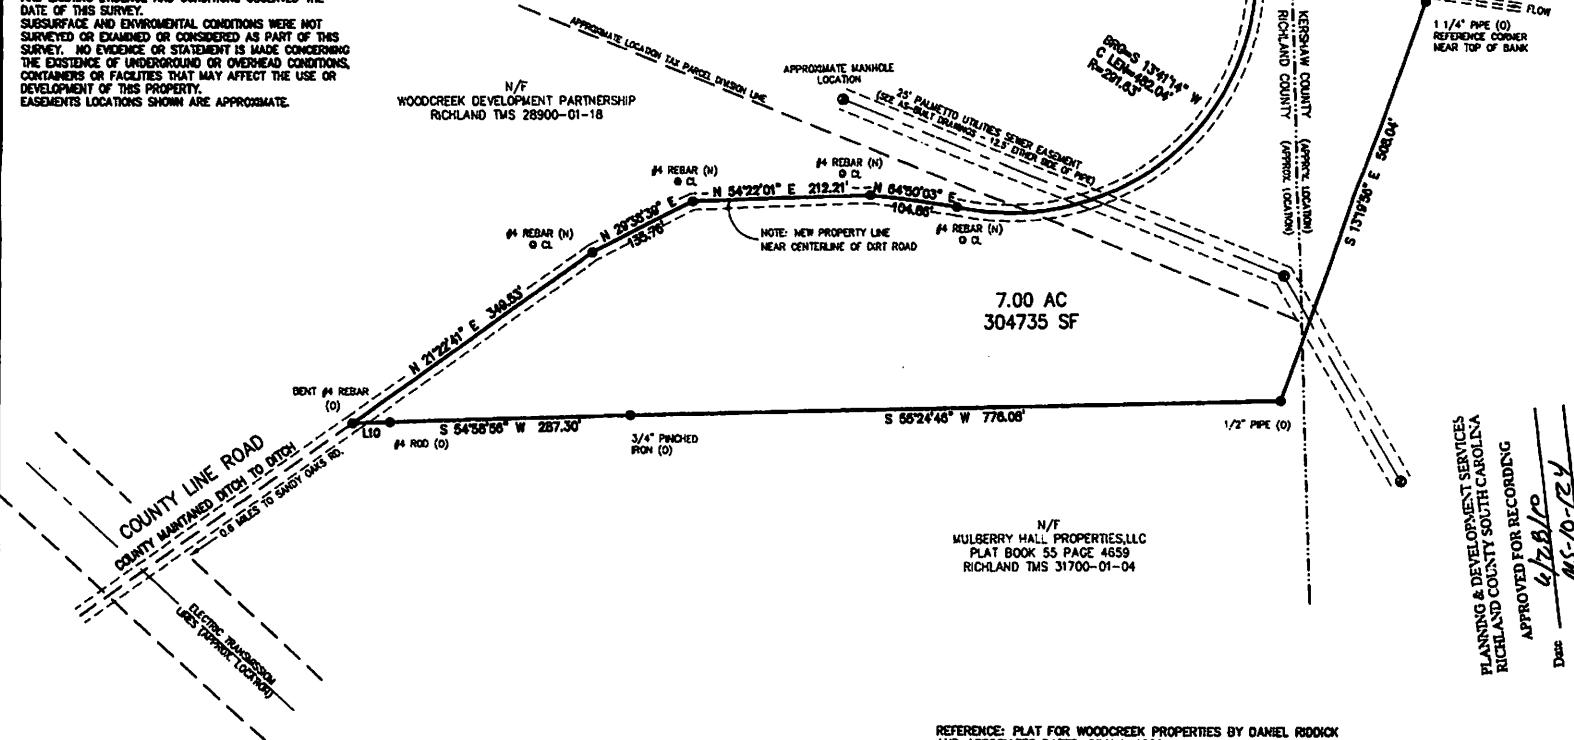 DATE OF THIS SURVEY.
SUBSURFACE AND ENVIROMENTAL CONDITIONS WERE NOT
SURVEYED OR EXAMINED OR CONSIDERED AS PART OF THIS
SURVEY. NO EVIDENCE OR STATEMENT IS MADE CONCERNING
THE EXISTENCE OF UNDERGROUND OR OVERHEAD CONDITIONS,
CONTAINERS OR FACILITIES THAT MAY AFFECT THE USE OR
DEVELOPMENT OF THIS PROPERTY.
EASEMENTS LOCATIONS SHOWN ARE APPROXIMATE.
N/F
WOODCREEK DEVELOPMENT PARTNERSHIP
RICHLAND TMS 28900-01-18
APPROXIMATE LOCATION TAX PARCEL DIVISION LINE
APPROXIMATE MANHOLE
LOCATION
25' PALMETTO UTILITIES SEWER EASEMENT
(SEE AS-BUILT DRAWINGS - 12.5' EITHER SIDE OF PIPE)
BRG=S 13°41'14" W
C LEN=482.04'
R=291.63'
KERSHAW COUNTY (APPRX. LOCATION)
RICHLAND COUNTY (APPROX. LOCATION)
FLOW
1 1/4" PIPE (O)
REFERENCE CORNER
NEAR TOP OF BANK
S 13°19'56" E 508.04'
#4 REBAR (N)
CL
#4 REBAR (N)
CL
#4 REBAR (N)
CL
#4 REBAR (N)
CL
N 54°22'01" E 212.21'
N 64°50'03" E
104.66'
N 29°35'39" E
135.76'
NOTE: NEW PROPERTY LINE
NEAR CENTERLINE OF DIRT ROAD
N 21°22'41" E 349.53'
7.00 AC
304735 SF
BENT #4 REBAR
(O)
L10
#4 ROD (O)
S 54°58'56" W 287.30'
3/4" PINCHED
IRON (O)
S 55°24'46" W 776.06'
1/2" PIPE (O)
COUNTY LINE ROAD
COUNTY MAINTANED DITCH TO DITCH
0.6 MILES TO SANDY OAKS RD.
ELECTRIC TRANSMISSION
LINES (APPROX. LOCATION)
N/F
MULBERRY HALL PROPERTIES,LLC
PLAT BOOK 55 PAGE 4659
RICHLAND TMS 31700-01-04
PLANNING & DEVELOPMENT SERVICES
RICHLAND COUNTY SOUTH CAROLINA
APPROVED FOR RECORDING
Date 6/28/10
MS-10-124
REFERENCE: PLAT FOR WOODCREEK PROPERTIES BY DANIEL RIDDICK